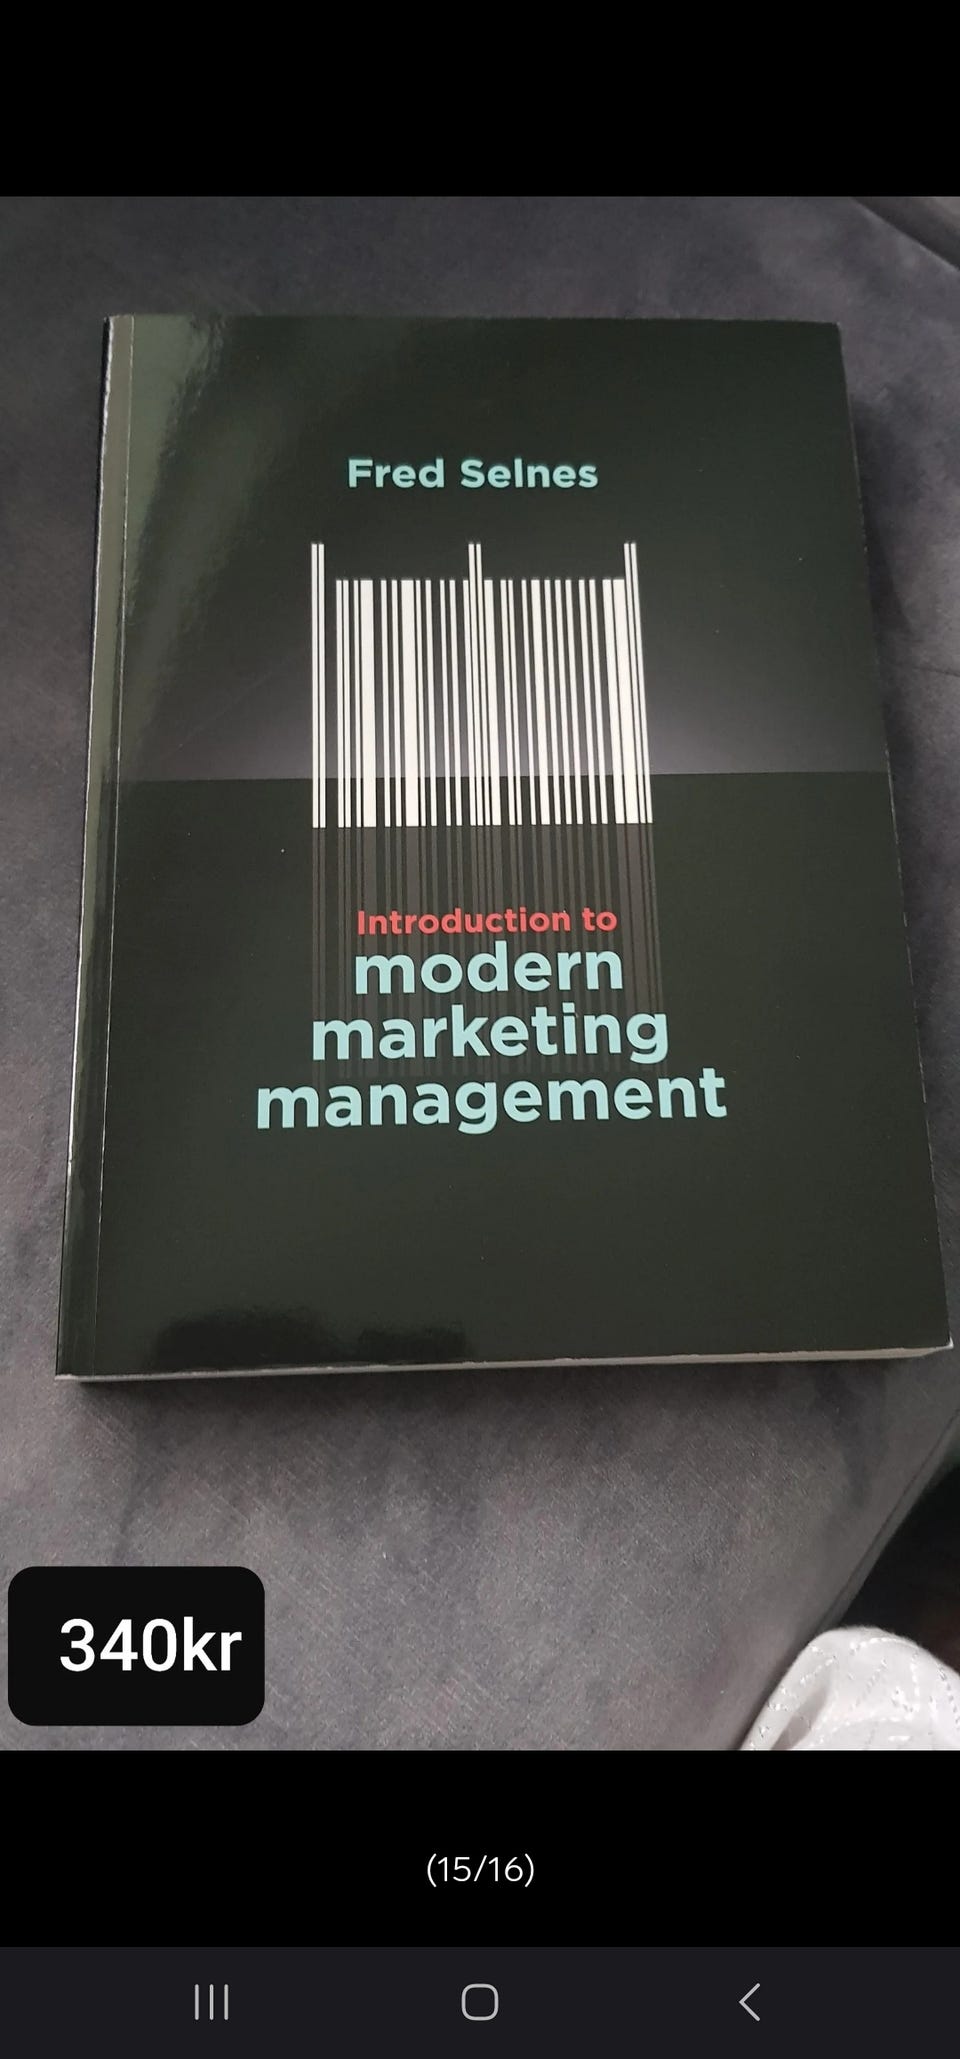 Fred Selnes
Introduction to
modern
marketing
management
340kr
(15/16)